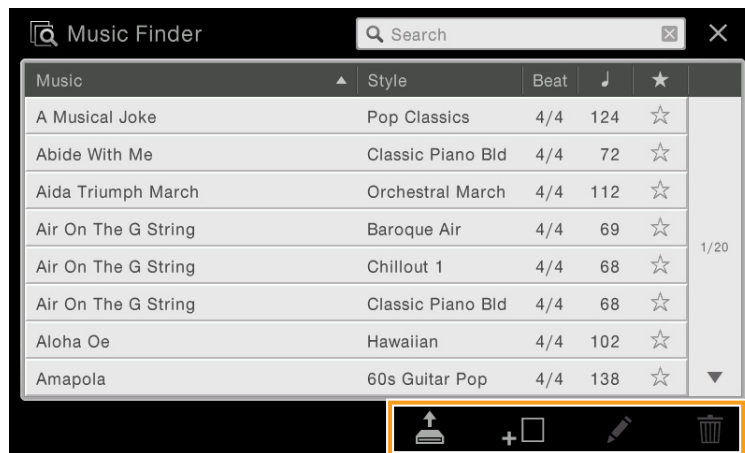 Music Finder Search
Music Style Beat
A Musical Joke Pop Classics 4/4 124
Abide With Me Classic Piano Bld 4/4 72
Aida Triumph March Orchestral March 4/4 112
Air On The G String Baroque Air 4/4 69
Air On The G String Chillout 1 4/4 68
1/20
Air On The G String Classic Piano Bld 4/4 68
Aloha Oe Hawaiian 4/4 102
Amapola 60s Guitar Pop 4/4 138